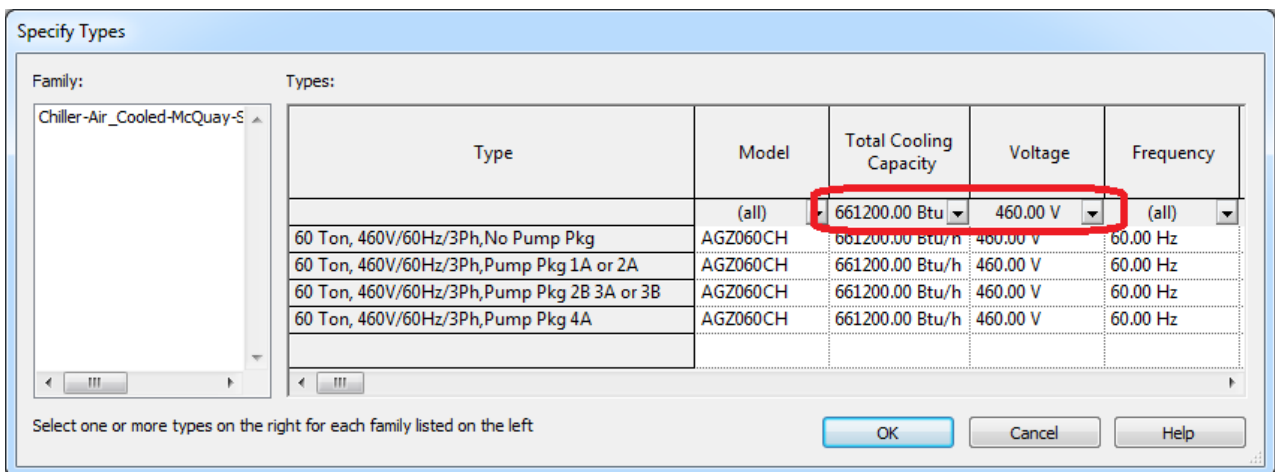 Specify Types
Family: Types:
Chiller-Air_Cooled-McQuay-S
Type Model Total Cooling Capacity Voltage Frequency
(all) 661200.00 Btu 460.00 V (all)
60 Ton, 460V/60Hz/3Ph,No Pump Pkg AGZ060CH 661200.00 Btu/h 460.00 V 60.00 Hz
60 Ton, 460V/60Hz/3Ph,Pump Pkg 1A or 2A AGZ060CH 661200.00 Btu/h 460.00 V 60.00 Hz
60 Ton, 460V/60Hz/3Ph,Pump Pkg 2B 3A or 3B AGZ060CH 661200.00 Btu/h 460.00 V 60.00 Hz
60 Ton, 460V/60Hz/3Ph,Pump Pkg 4A AGZ060CH 661200.00 Btu/h 460.00 V 60.00 Hz
Select one or more types on the right for each family listed on the left
OK Cancel Help